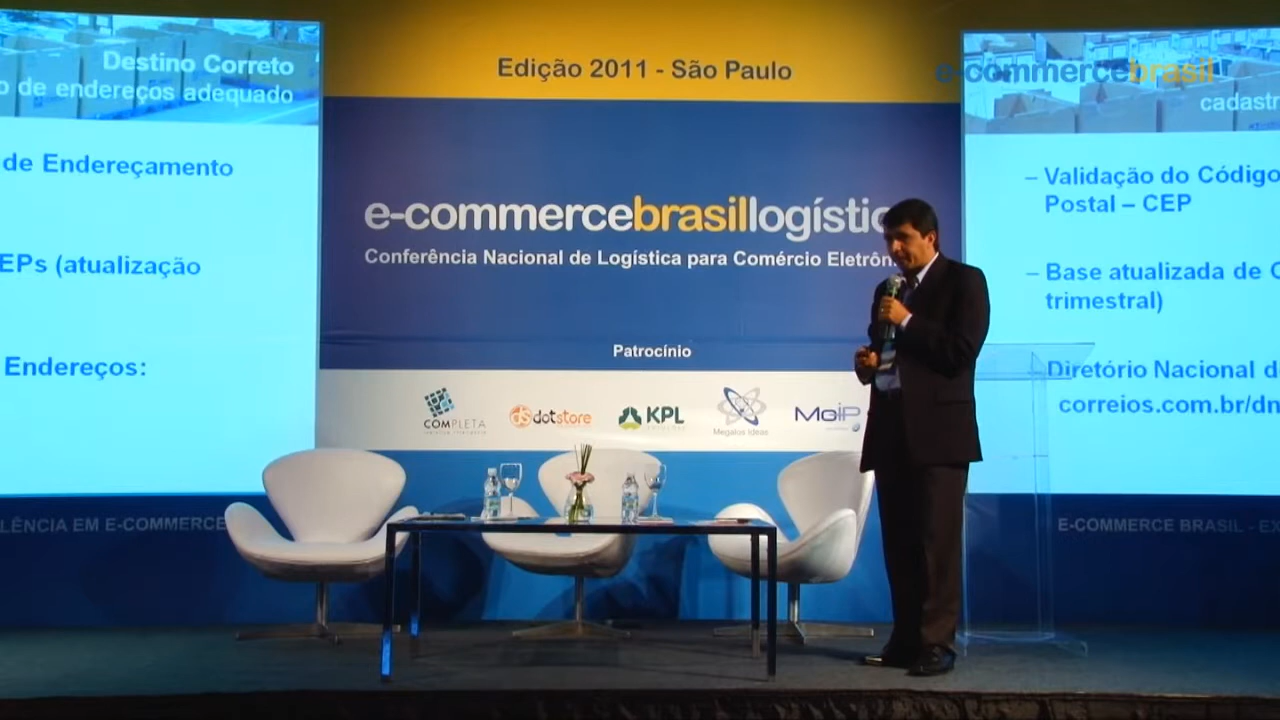 Destino Correto
o de endereços adequado
de Endereçamento
EPs (atualização
Endereços:
LÊNCIA EM E-COMMERCE
Edição 2011 - São Paulo
e-commercebrasillogístic
Conferência Nacional de Logística para Comércio Eletrôn
Patrocínio
COMPLETA
ds dotstore
KPL
Megalos Ideas
MoiP
e-commercebrasil
cadastr
– Validação do Código
Postal – CEP
– Base atualizada de C
trimestral)
Diretório Nacional d
correios.com.br/dn
E-COMMERCE BRASIL - EX